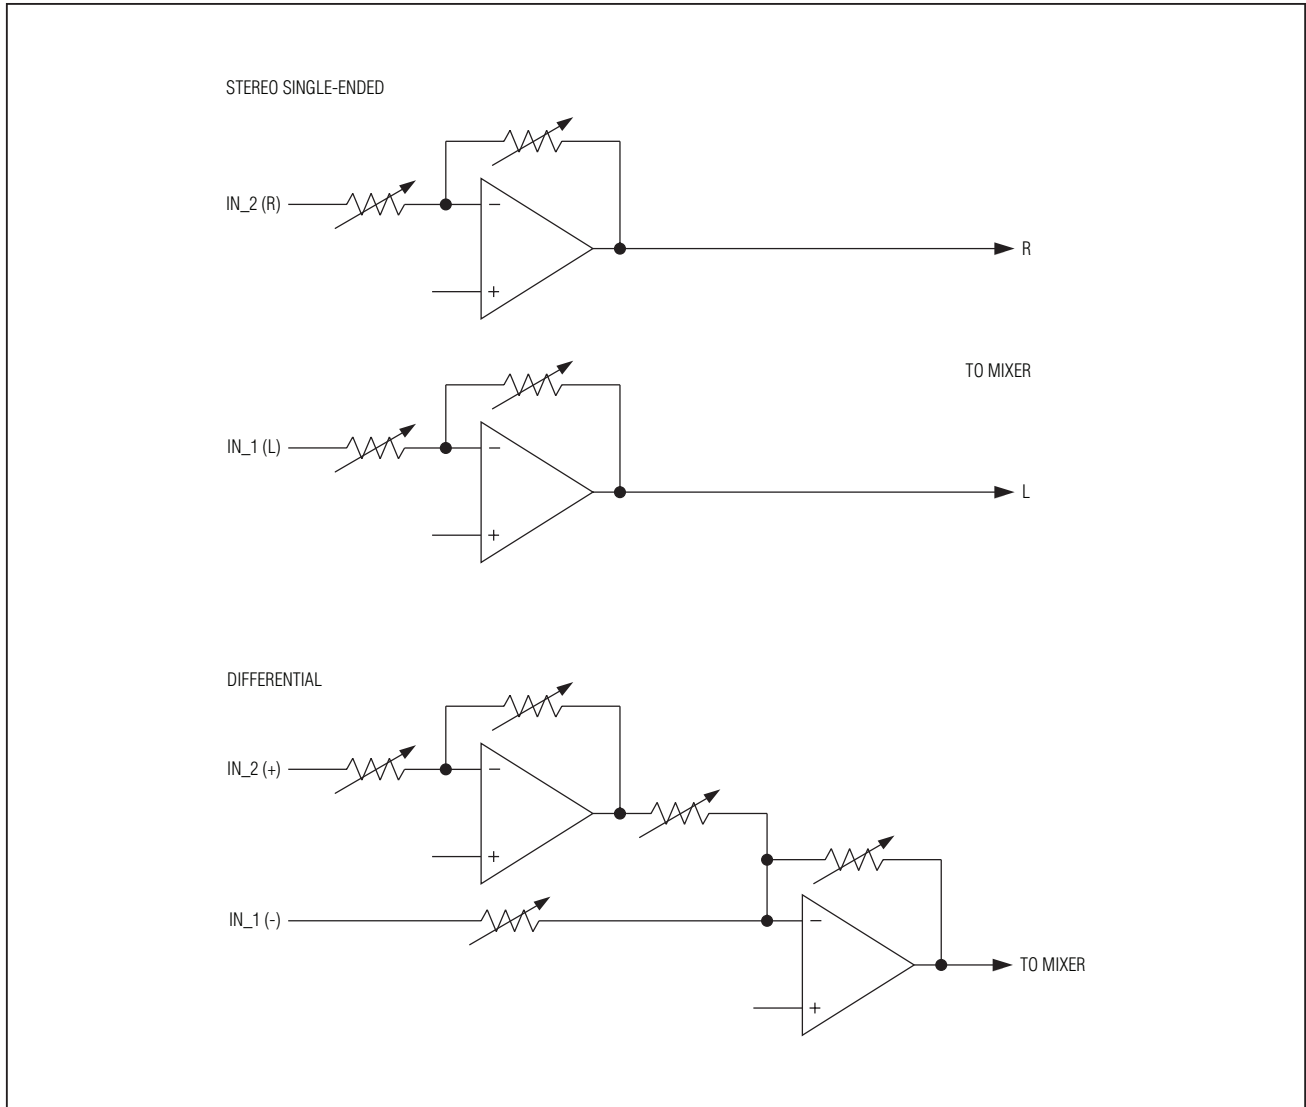 STEREO SINGLE-ENDED
IN_2 (R)
−
+
R
TO MIXER
IN_1 (L)
−
+
L
DIFFERENTIAL
IN_2 (+)
−
+
IN_1 (-)
−
+
TO MIXER